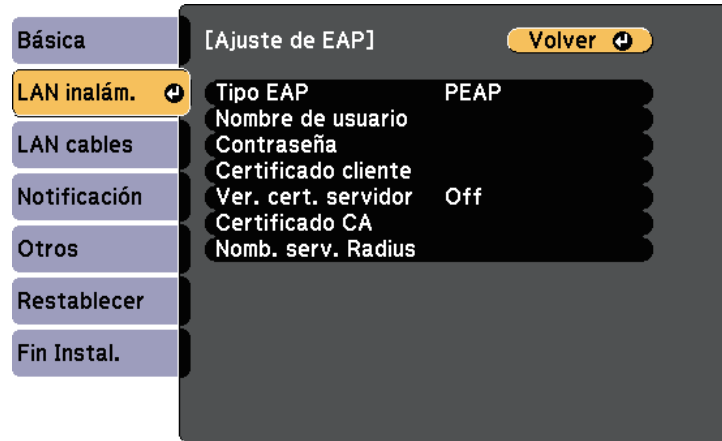 Básica
LAN inalám.
LAN cables
Notificación
Otros
Restablecer
Fin Instal.
[Ajuste de EAP]
Volver
Tipo EAP PEAP
Nombre de usuario
Contraseña
Certificado cliente
Ver. cert. servidor Off
Certificado CA
Nomb. serv. Radius